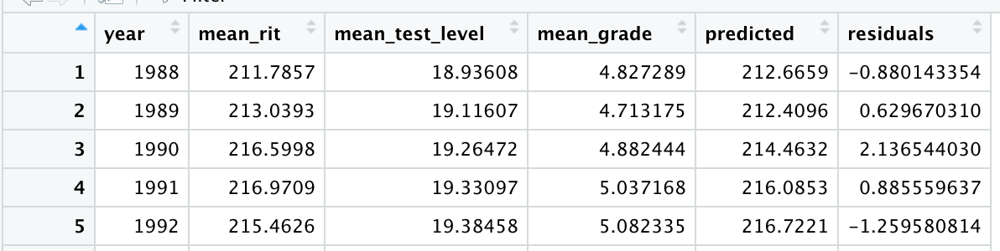 Filter
year mean_rit mean_test_level mean_grade predicted residuals
1 1988 211.7857 18.93608 4.827289 212.6659 -0.880143354
2 1989 213.0393 19.11607 4.713175 212.4096 0.629670310
3 1990 216.5998 19.26472 4.882444 214.4632 2.136544030
4 1991 216.9709 19.33097 5.037168 216.0853 0.885559637
5 1992 215.4626 19.38458 5.082335 216.7221 -1.259580814